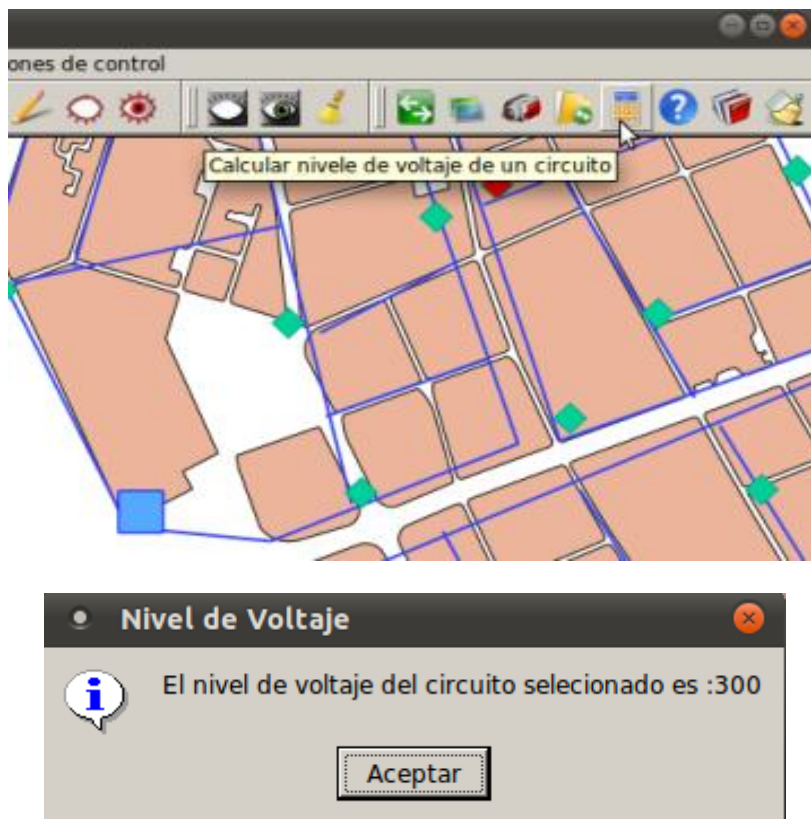 ones de control
Calcular nivele de voltaje de un circuito
Nivel de Voltaje
El nivel de voltaje del circuito selecionado es :300
Aceptar